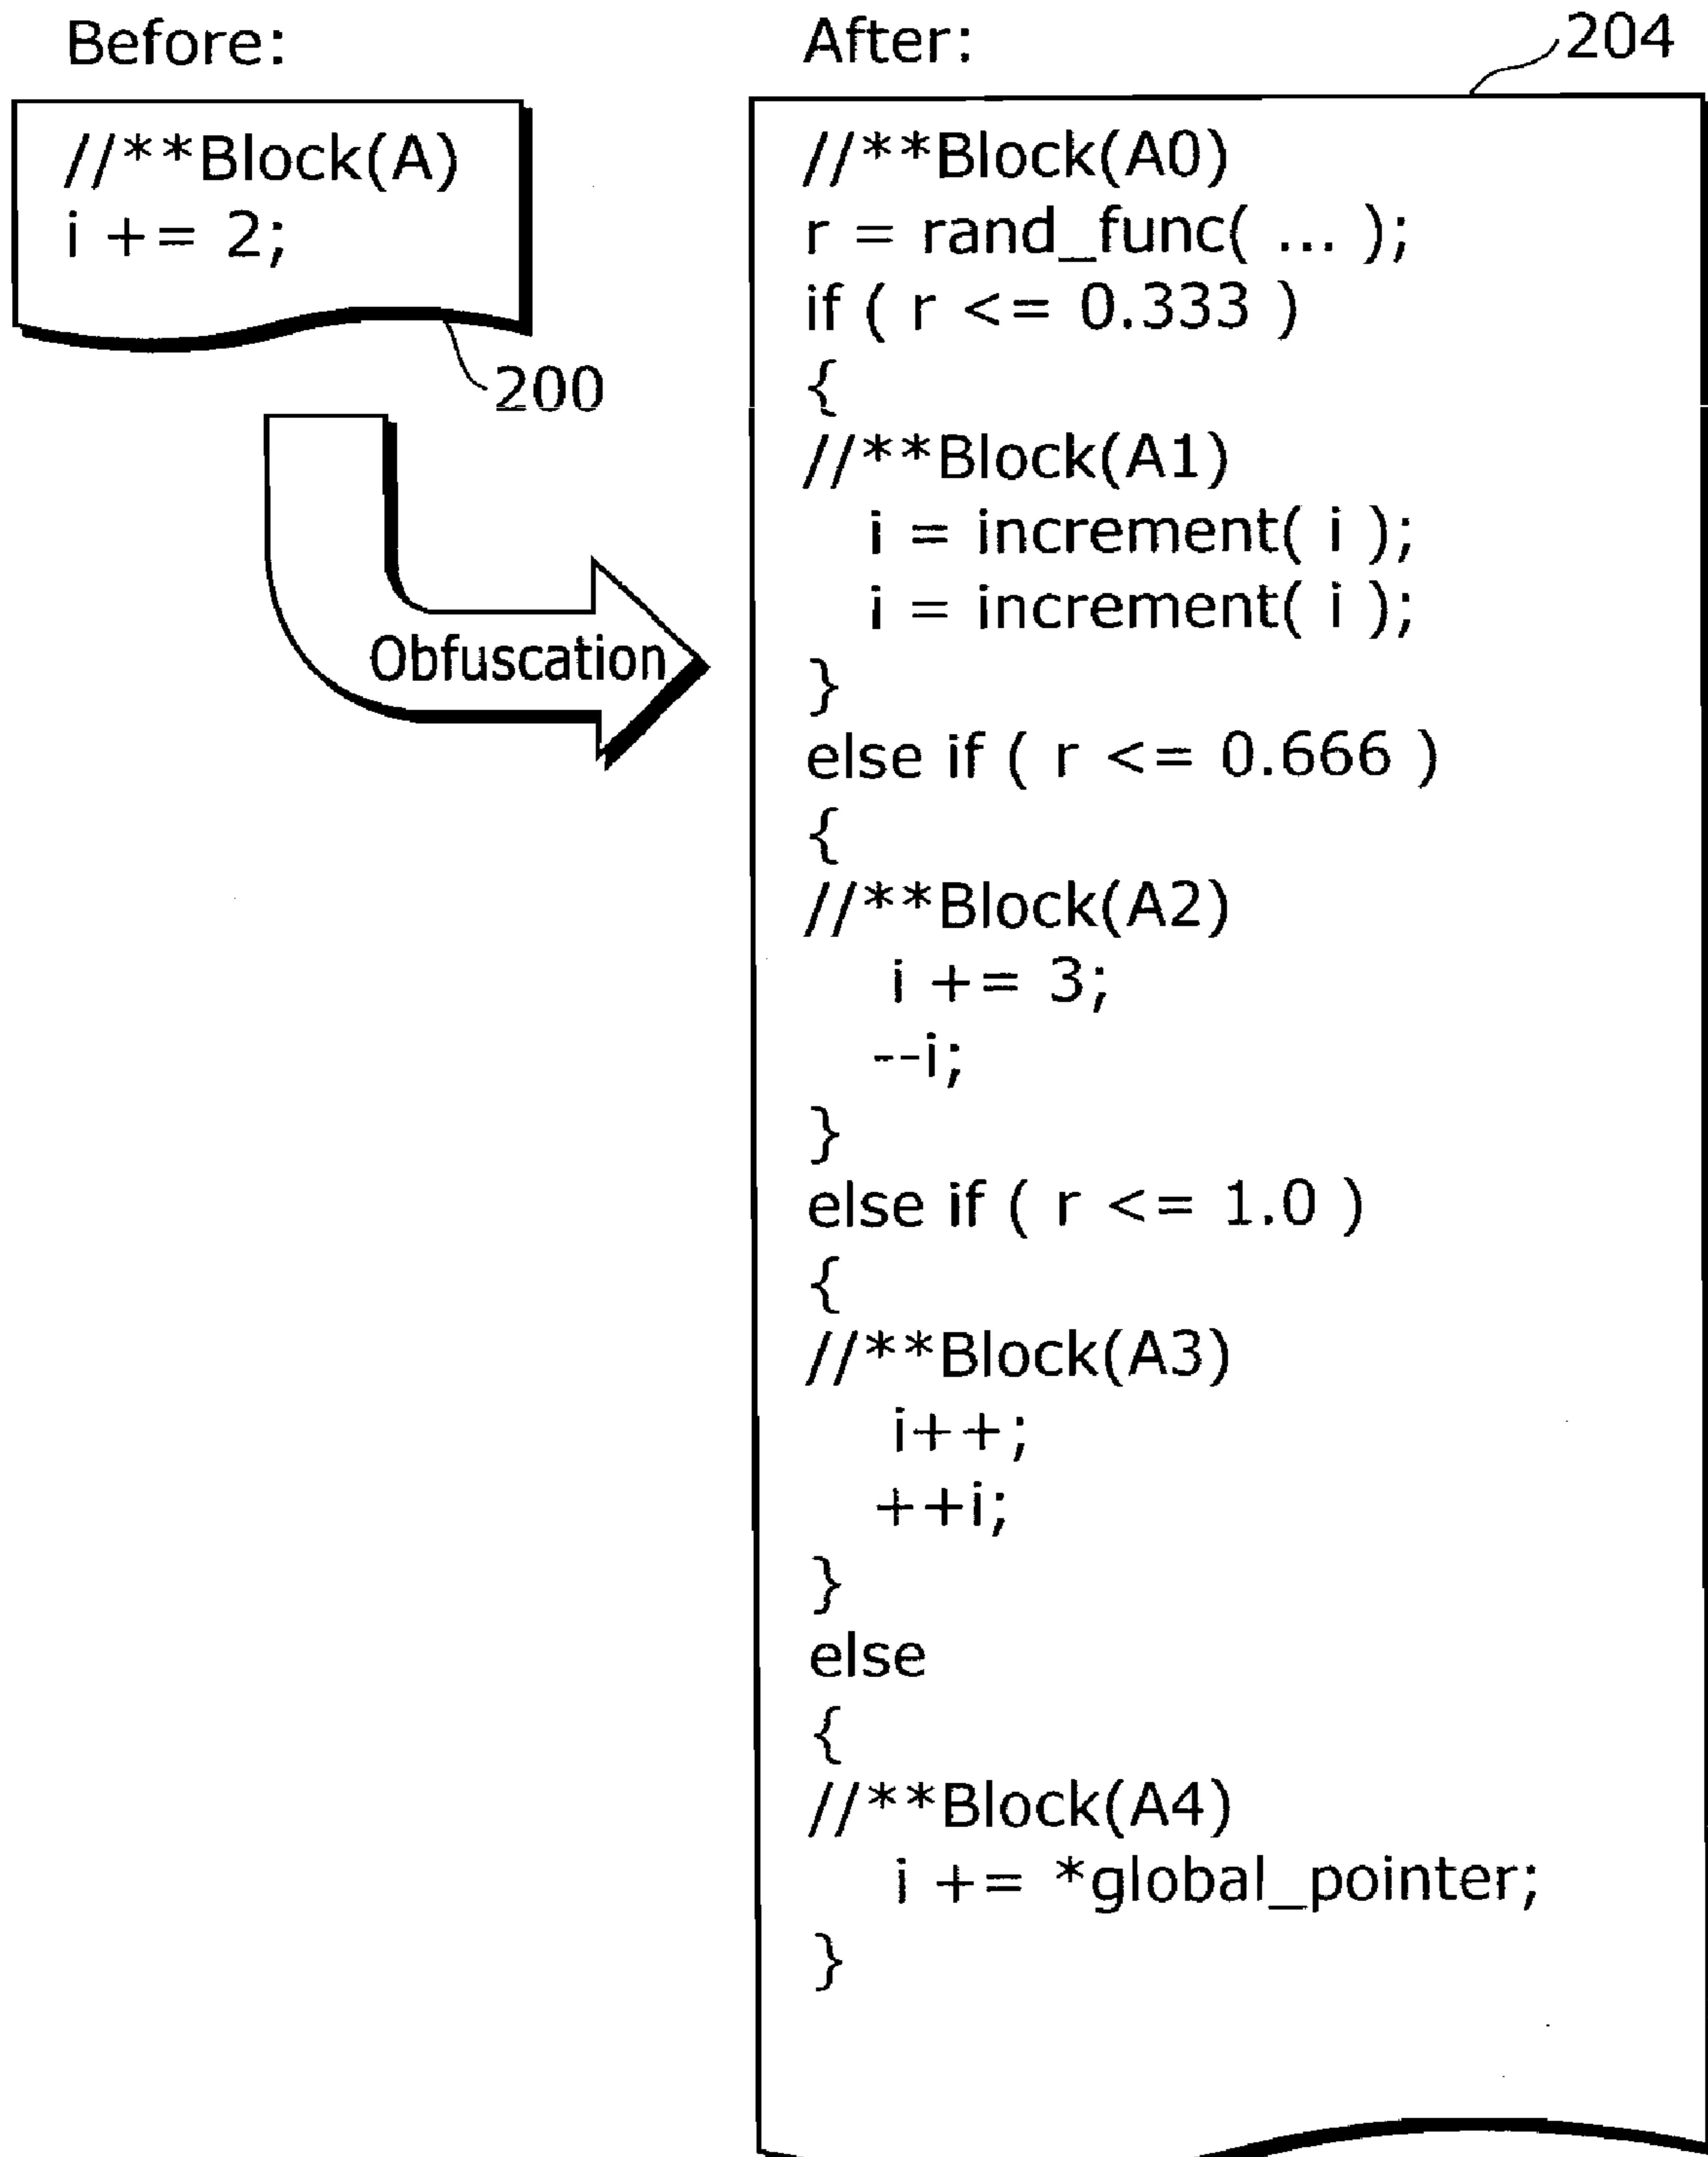 Before:
//**Block(A)
i += 2;
200
Obfuscation
After:
204
//**Block(A0)
r = rand_func( ... );
if ( r <= 0.333 )
{
//**Block(A1)
i = increment( i );
i = increment( i );
}
else if ( r <= 0.666 )
{
//**Block(A2)
i += 3;
--i;
}
else if ( r <= 1.0 )
{
//**Block(A3)
i++;
++i;
}
else
{
//**Block(A4)
i += *global_pointer;
}